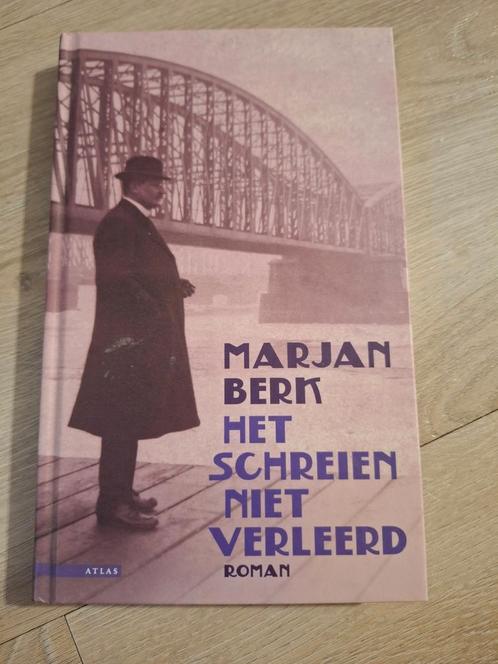 MARJAN
BERK
HET
SCHREIEN
NIET
VERLEERD
ROMAN
ATLAS